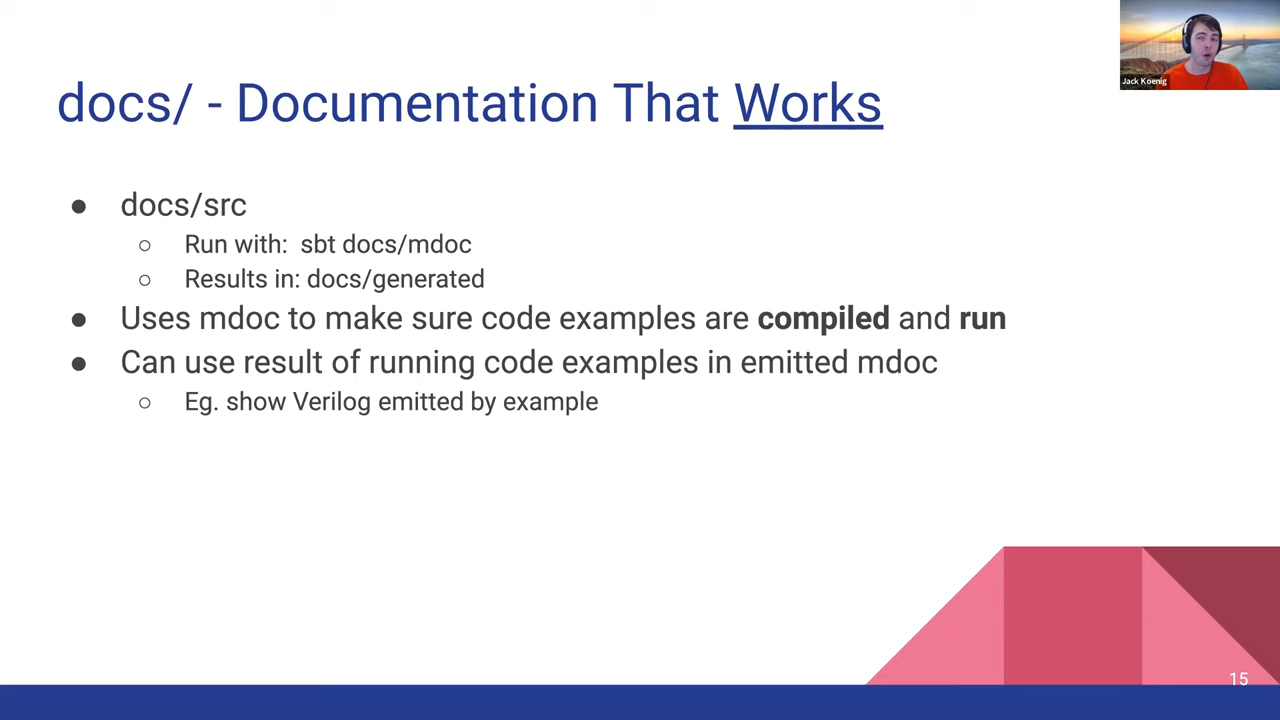 docs/ - Documentation That Works
● docs/src
○ Run with: sbt docs/mdoc
○ Results in: docs/generated
● Uses mdoc to make sure code examples are compiled and run
● Can use result of running code examples in emitted mdoc
○ Eg. show Verilog emitted by example
Jack Koenig
15